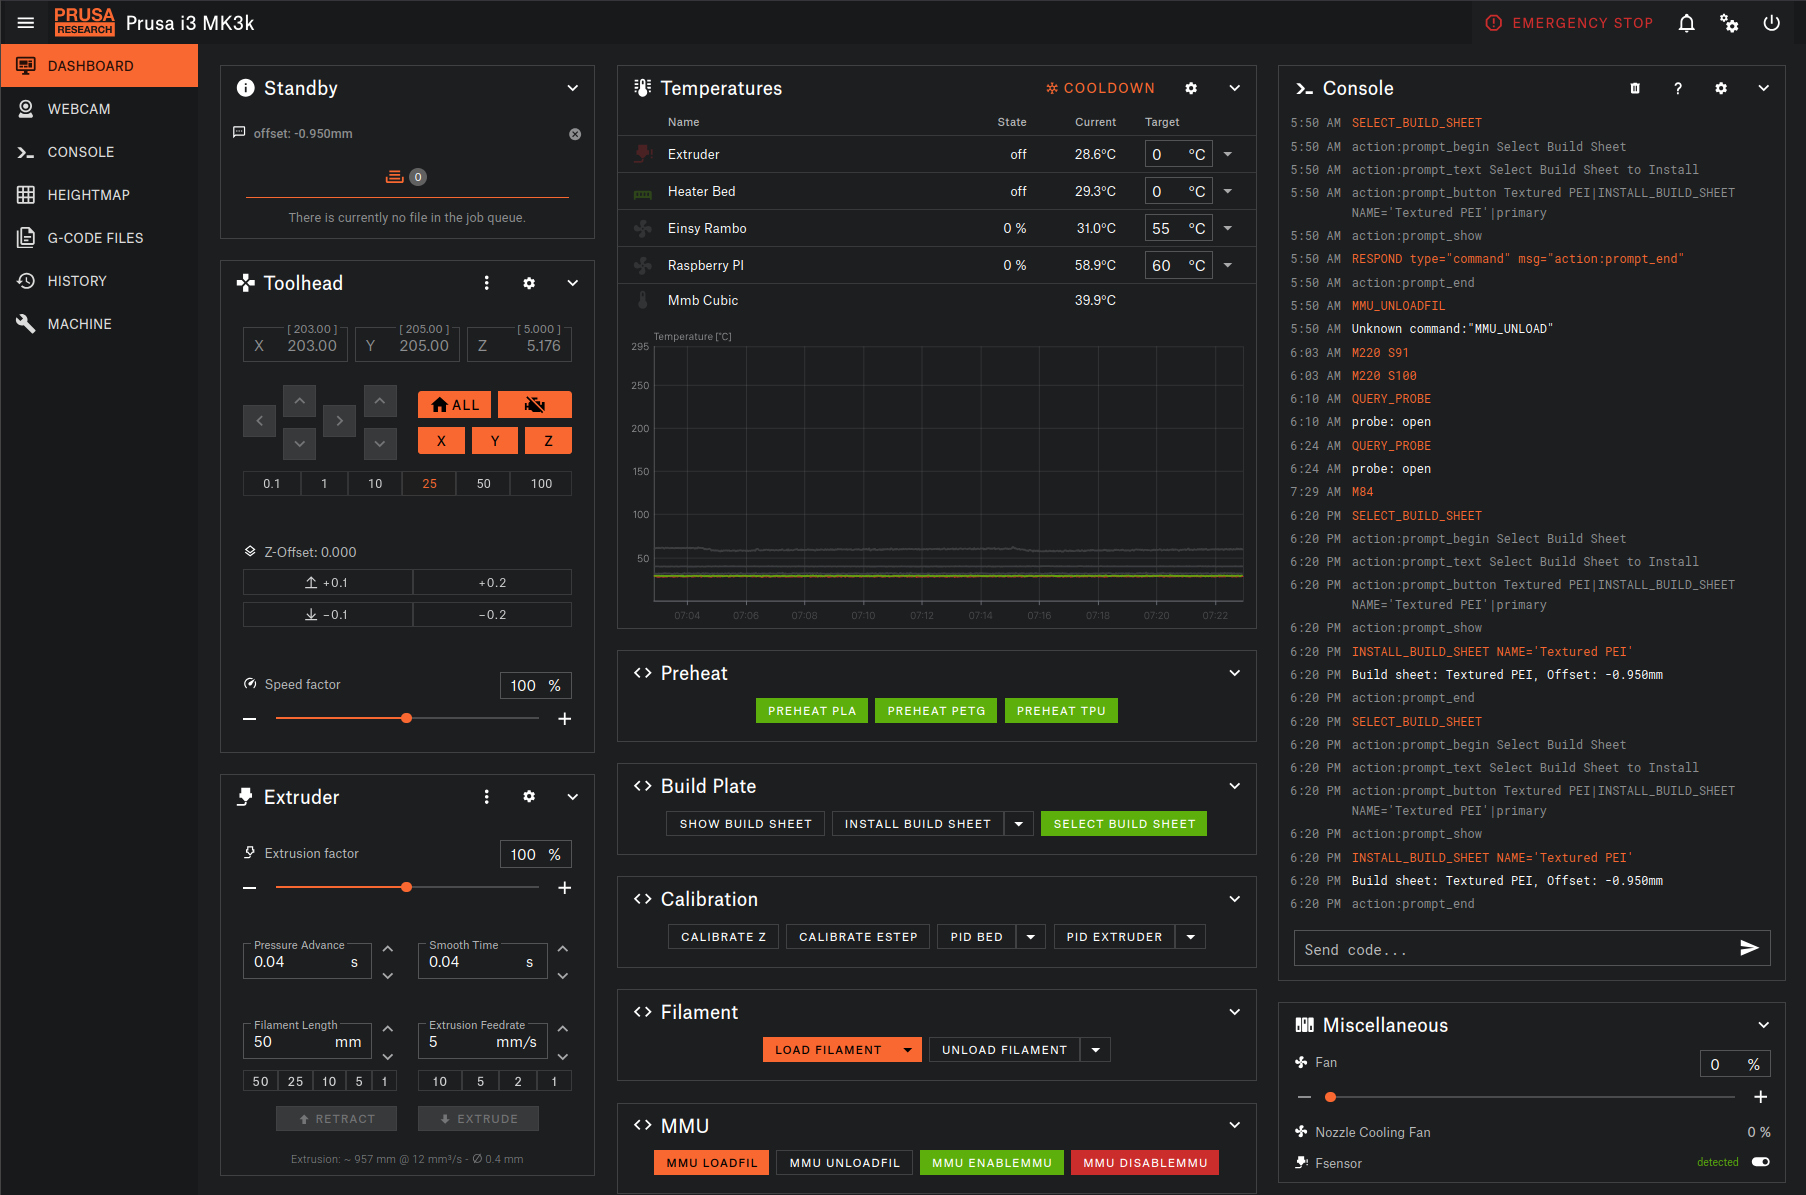 PRUSA
RESEARCH
Prusa i3 MK3k
EMERGENCY STOP
DASHBOARD
WEBCAM
CONSOLE
HEIGHTMAP
G-CODE FILES
HISTORY
MACHINE
Standby
offset: -0.950mm
0
There is currently no file in the job queue.
Toolhead
[ 203.00 ]
X 203.00
[ 205.00 ]
Y 205.00
[ 5.000 ]
Z 5.176
ALL
X Y Z
0.1 1 10 25 50 100
Z-Offset: 0.000
+0.1 +0.2
-0.1 -0.2
Speed factor 100 %
Extruder
Extrusion factor 100 %
Pressure Advance
0.04 s
Smooth Time
0.04 s
Filament Length
50 mm
Extrusion Feedrate
5 mm/s
50 25 10 5 1
10 5 2 1
RETRACT EXTRUDE
Extrusion: ~ 957 mm @ 12 mm³/s - ∅ 0.4 mm
Temperatures
COOLDOWN
Name State Current Target
Extruder off 28.6°C 0 °C
Heater Bed off 29.3°C 0 °C
Einsy Rambo 0 % 31.0°C 55 °C
Raspberry PI 0 % 58.9°C 60 °C
Mmb Cubic 39.9°C
Temperature [°C]
295
250
200
150
100
50
07:04 07:06 07:08 07:10 07:12 07:14 07:16 07:18 07:20 07:22
<> Preheat
PREHEAT PLA PREHEAT PETG PREHEAT TPU
<> Build Plate
SHOW BUILD SHEET INSTALL BUILD SHEET SELECT BUILD SHEET
<> Calibration
CALIBRATE Z CALIBRATE ESTEP PID BED PID EXTRUDER
<> Filament
LOAD FILAMENT UNLOAD FILAMENT
<> MMU
MMU LOADFIL MMU UNLOADFIL MMU ENABLEMMU MMU DISABLEMMU
Console
?
5:50 AM SELECT_BUILD_SHEET
5:50 AM action:prompt_begin Select Build Sheet
5:50 AM action:prompt_text Select Build Sheet to Install
5:50 AM action:prompt_button Textured PEI|INSTALL_BUILD_SHEET
NAME='Textured PEI'|primary
5:50 AM action:prompt_show
5:50 AM RESPOND type="command" msg="action:prompt_end"
5:50 AM action:prompt_end
5:50 AM MMU_UNLOADFIL
5:50 AM Unknown command:"MMU_UNLOAD"
6:03 AM M220 S91
6:03 AM M220 S100
6:10 AM QUERY_PROBE
6:10 AM probe: open
6:24 AM QUERY_PROBE
6:24 AM probe: open
7:29 AM M84
6:20 PM SELECT_BUILD_SHEET
6:20 PM action:prompt_begin Select Build Sheet
6:20 PM action:prompt_text Select Build Sheet to Install
6:20 PM action:prompt_button Textured PEI|INSTALL_BUILD_SHEET
NAME='Textured PEI'|primary
6:20 PM action:prompt_show
6:20 PM INSTALL_BUILD_SHEET NAME='Textured PEI'
6:20 PM Build sheet: Textured PEI, Offset: -0.950mm
6:20 PM action:prompt_end
6:20 PM SELECT_BUILD_SHEET
6:20 PM action:prompt_begin Select Build Sheet
6:20 PM action:prompt_text Select Build Sheet to Install
6:20 PM action:prompt_button Textured PEI|INSTALL_BUILD_SHEET
NAME='Textured PEI'|primary
6:20 PM action:prompt_show
6:20 PM INSTALL_BUILD_SHEET NAME='Textured PEI'
6:20 PM Build sheet: Textured PEI, Offset: -0.950mm
6:20 PM action:prompt_end
Send code...
Miscellaneous
Fan 0 %
Nozzle Cooling Fan 0 %
Fsensor detected